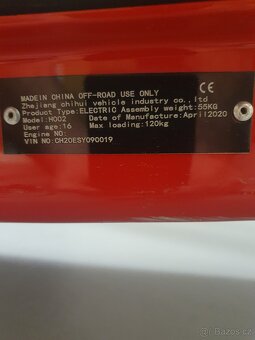 MADEIN CHINA OFF-ROAD USE ONLY CE
Zhejiang chihui vehicle industry co.,ltd
Product Type:ELECTRIC Assembly weight:55KG
Model:H002 Date of Manufacture:April2020
User age:16 Max loading:120kg
Engine NO:
VIN NO:CH20ESY090019
bazos.cz